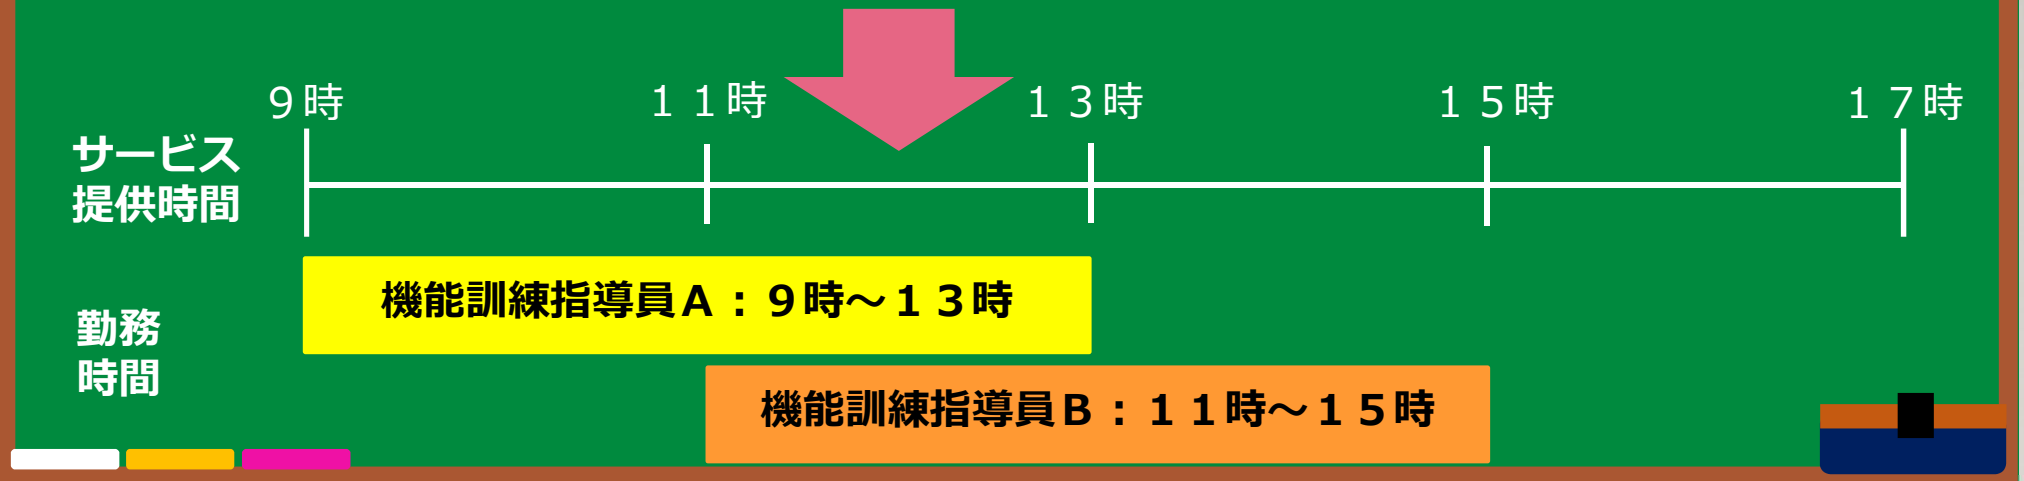 9時
11時
13時
15時
17時
サービス
提供時間
機能訓練指導員A:9時~13時
勤務
時間
機能訓練指導員B:11時~15時